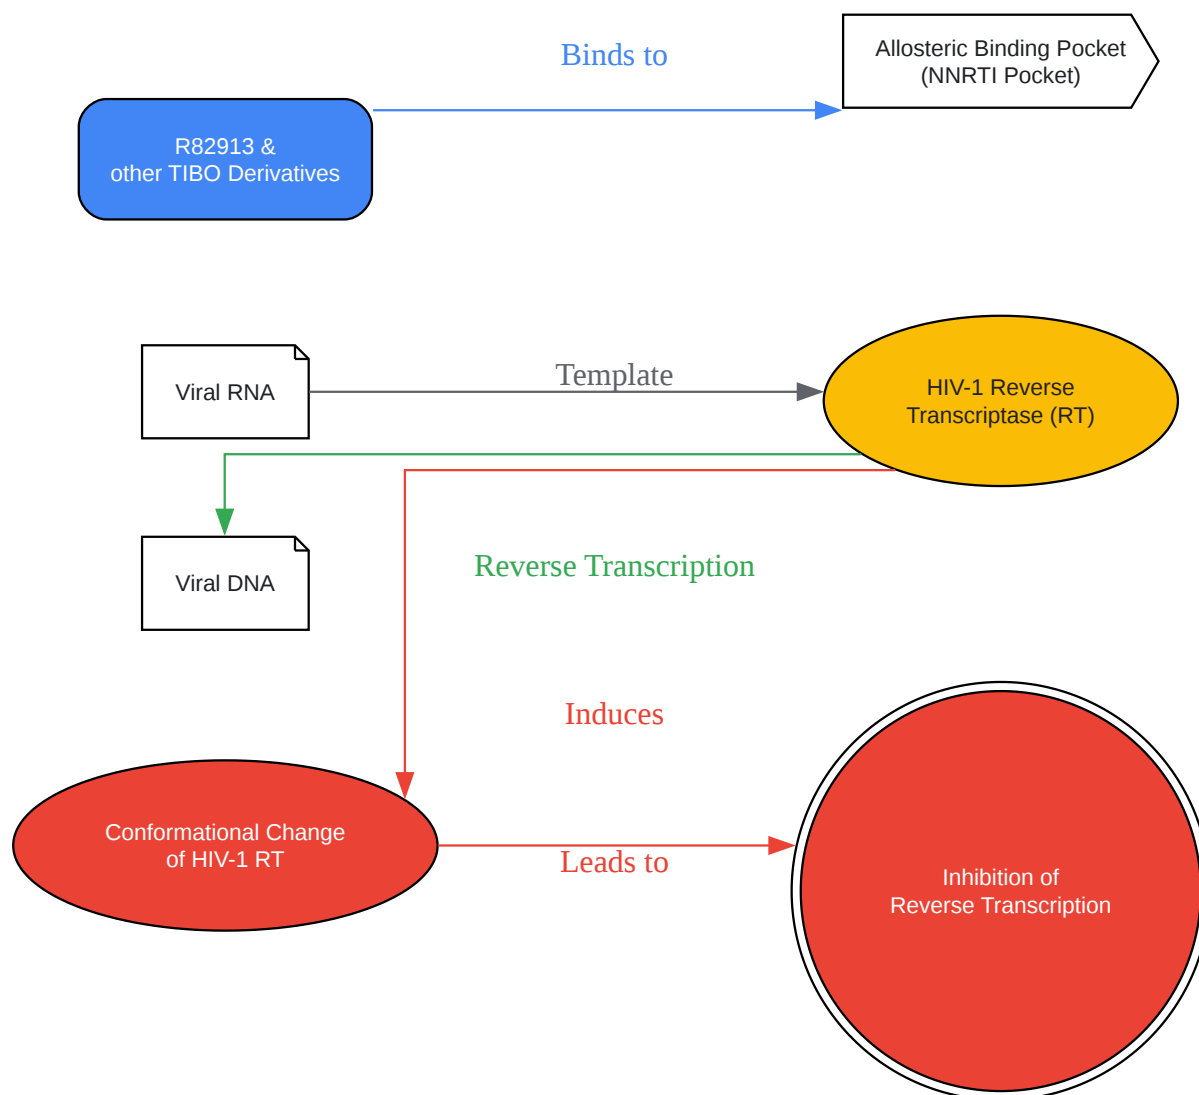 Binds to
Allosteric Binding Pocket
(NNRTI Pocket)
R82913 &
other TIBO Derivatives
Viral RNA
Template
HIV-1 Reverse
Transcriptase (RT)
Viral DNA
Reverse Transcription
Induces
Conformational Change
of HIV-1 RT
Leads to
Inhibition of
Reverse Transcription